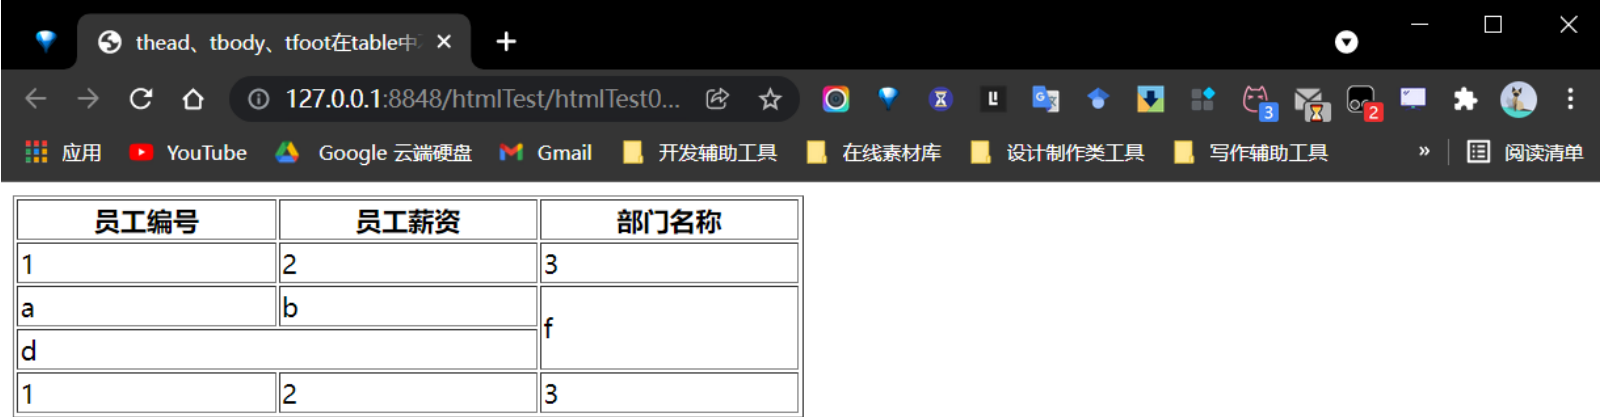 thead、tbody、tfoot在table中
127.0.0.1:8848/htmlTest/htmlTest0...
3
2
应用 YouTube Google 云端硬盘 Gmail 开发辅助工具 在线素材库 设计制作类工具 写作辅助工具 » 阅读清单
员工编号 员工薪资 部门名称
1 2 3
a b f
d
1 2 3